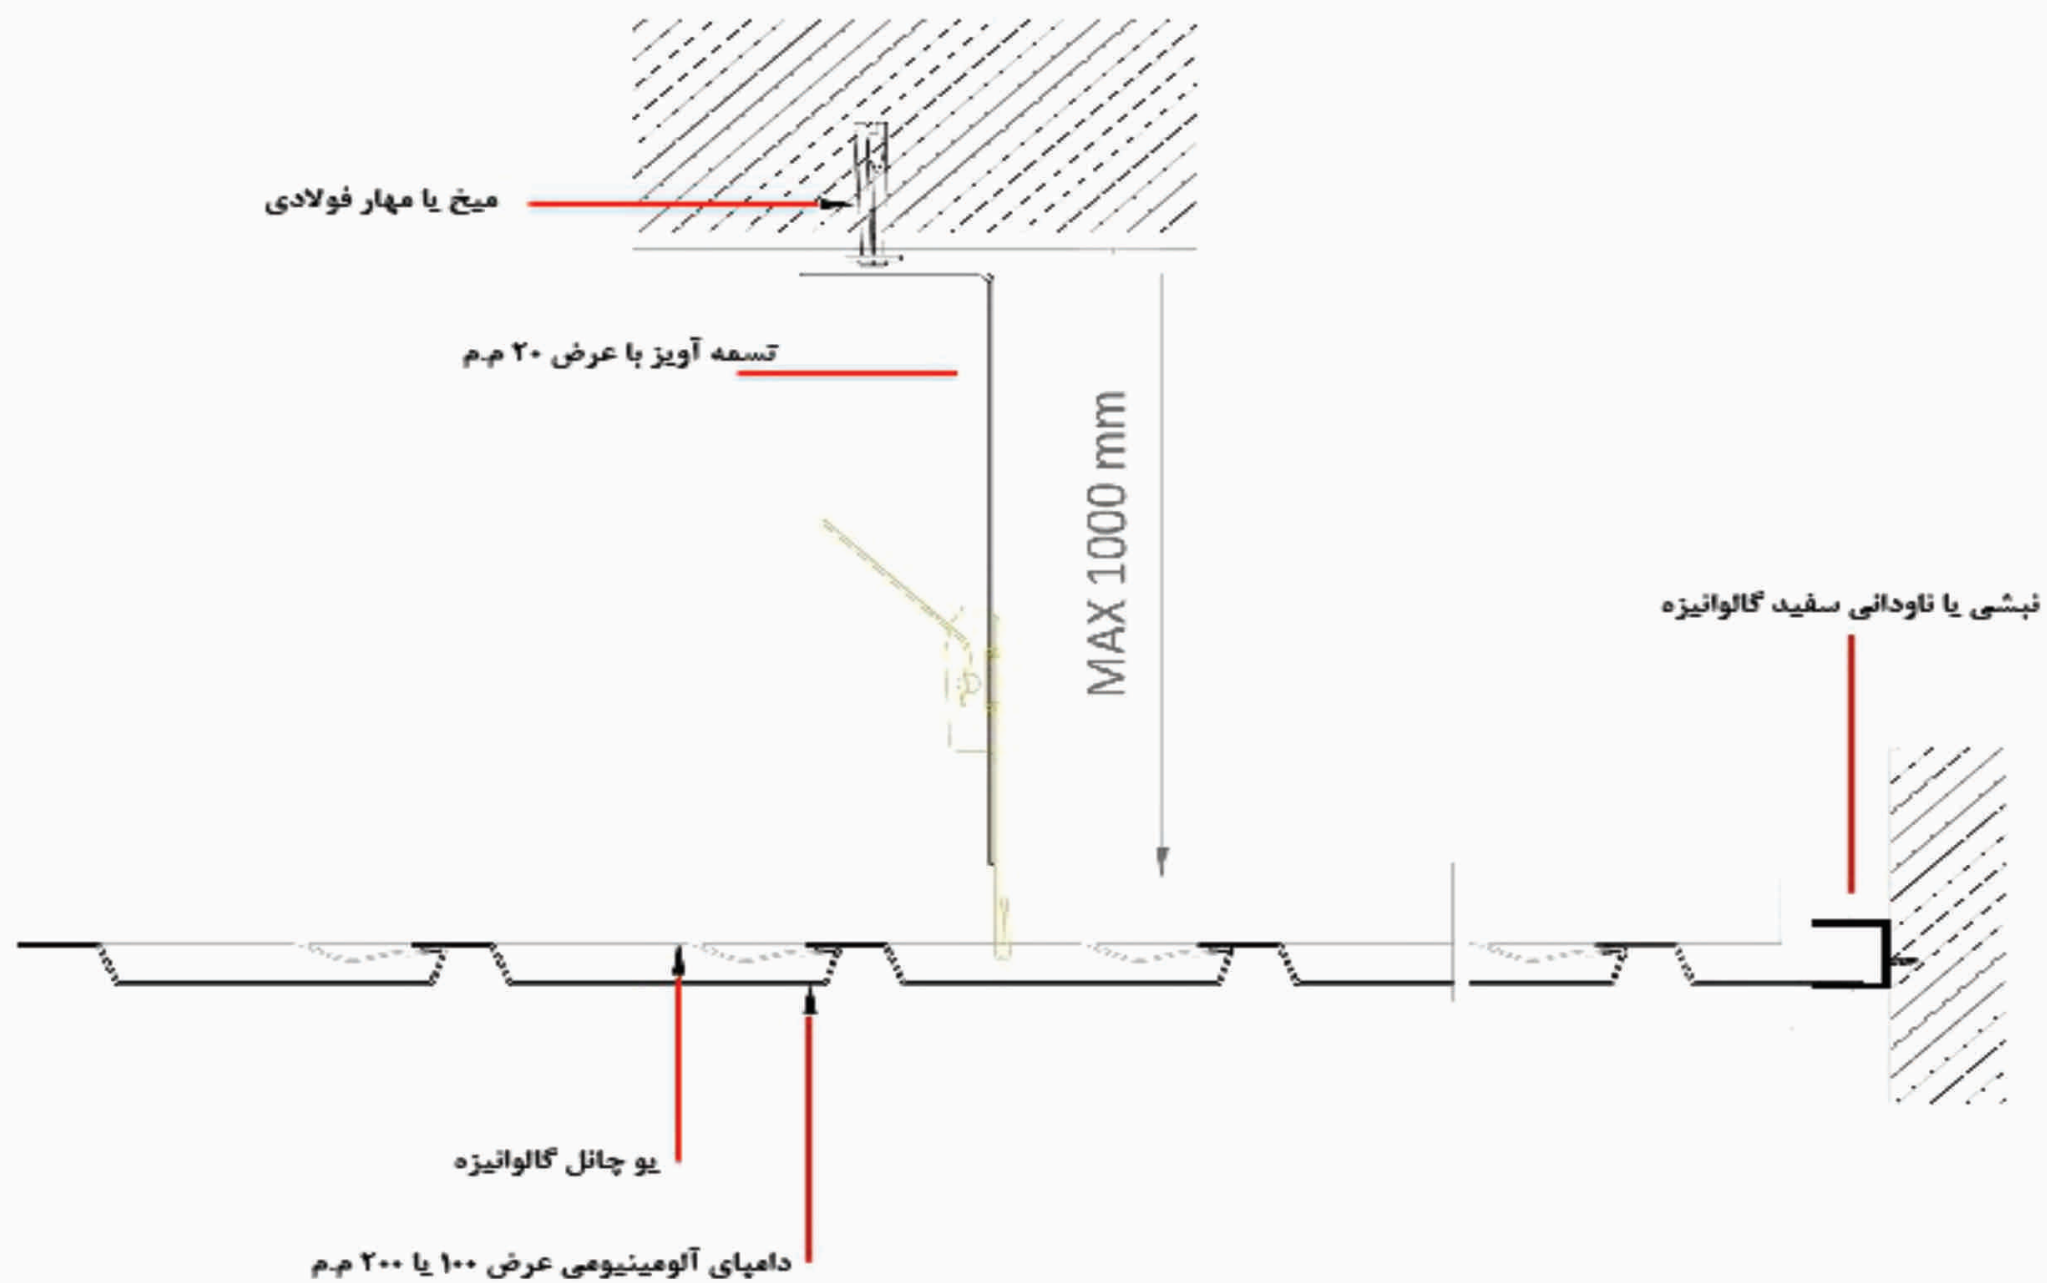 میخ یا مهار فولادی
تسمه آویز با عرض ۲۰ م.م
MAX 1000 mm
نبشی یا ناودانی سفید گالوانیزه
یو چانل گالوانیزه
دامپای آلومینیومی عرض ۱۰۰ یا ۲۰۰ م.م